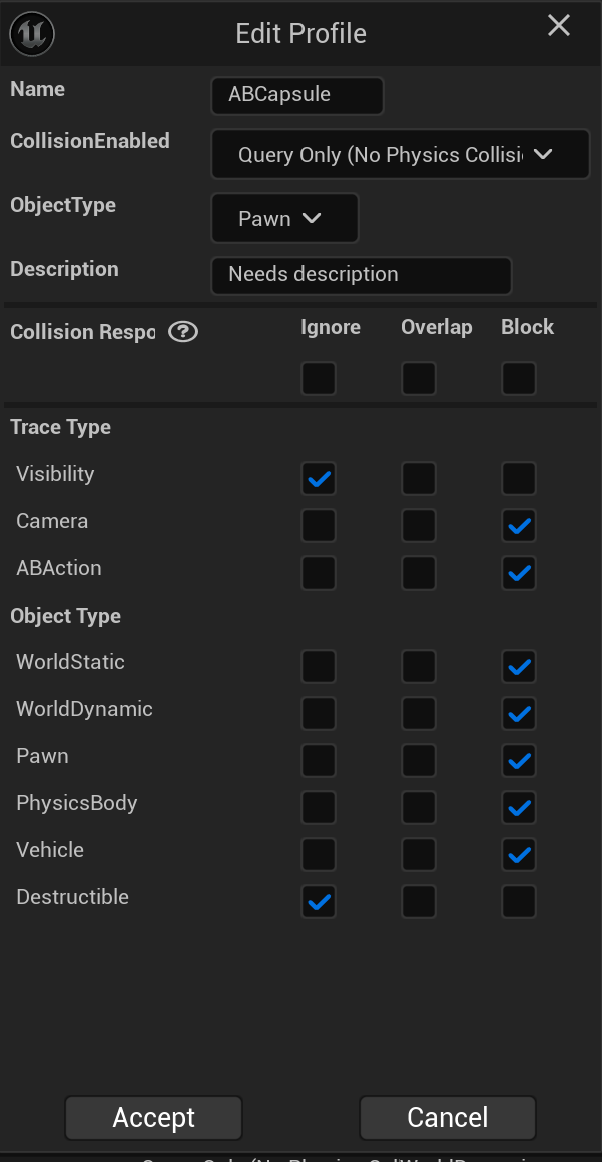 Edit Profile
Name
ABCapsule
CollisionEnabled
Query Only (No Physics Collisi
ObjectType
Pawn
Description
Needs description
Collision Respo ?
Ignore Overlap Block
Trace Type
Visibility
Camera
ABAction
Object Type
WorldStatic
WorldDynamic
Pawn
PhysicsBody
Vehicle
Destructible
Accept Cancel